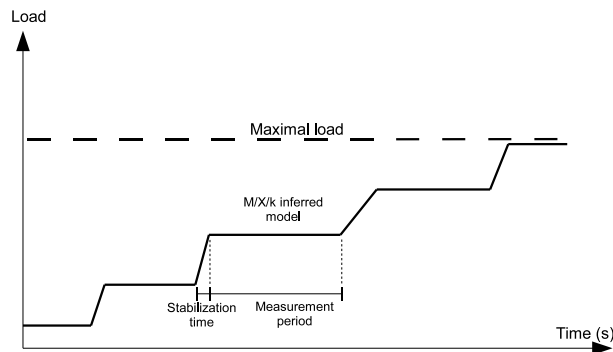 Load
Maximal load
M/X/k inferred
model
Stabilization
time
Measurement
period
Time (s)